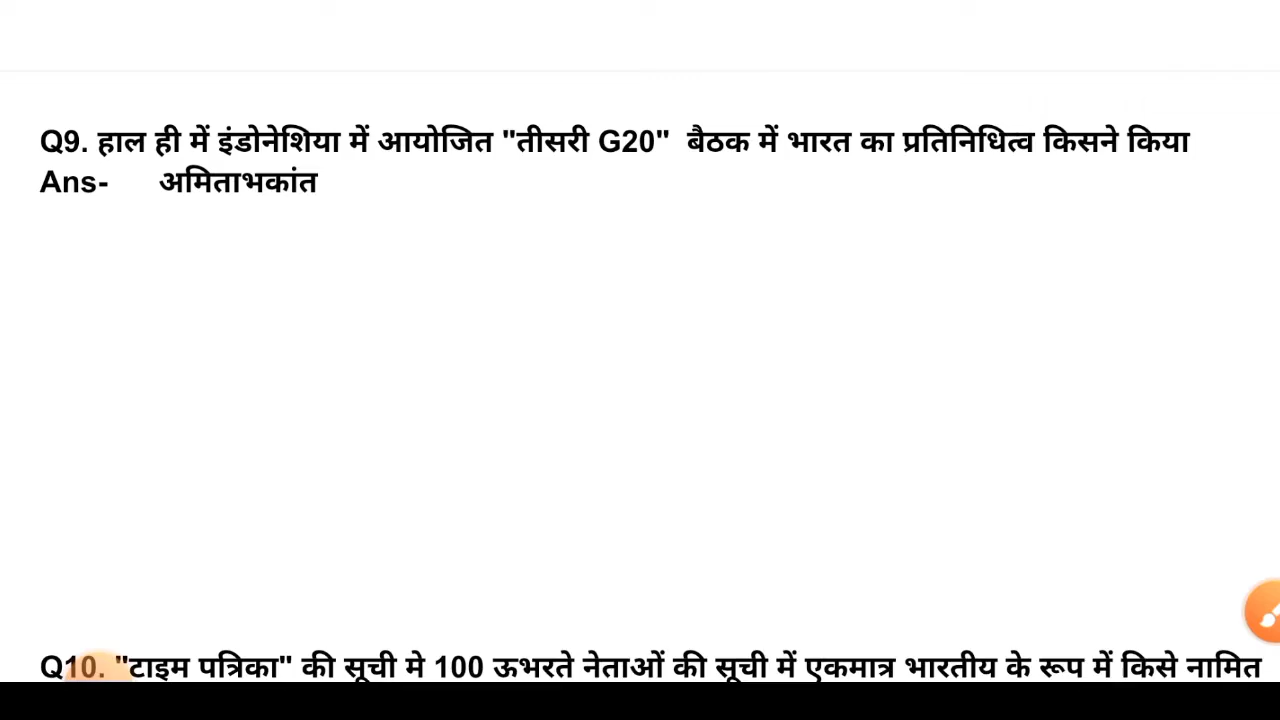 Q9. हाल ही में इंडोनेशिया में आयोजित "तीसरी G20" बैठक में भारत का प्रतिनिधित्व किसने किया
Ans- अमिताभकांत
Q10. "टाइम पत्रिका" की सूची मे 100 ऊभरते नेताओं की सूची में एकमात्र भारतीय के रूप में किसे नामित